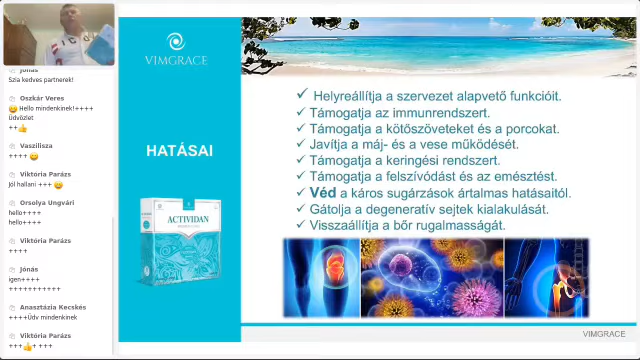 Jónás
Szia kedves partnerek!
Oszkár Veres
Hello mindenkinek!++++
Üdvözlet
++
Vaszilisza
++++
Viktória Parázs
Jól hallani +++
Orsolya Ungvári
hello++++
hello++++
Viktória Parázs
++++
Jónás
igen++++
+++++++++++
Anasztázia Kecskés
++++Üdv mindenkinek
Viktória Parázs
+++ +++
VIMGRACE
HATÁSAI
VIMGRACE
ACTIVIDAN
Helyreállítja a szervezet alapvető funkcióit.
Támogatja az immunrendszert.
Támogatja a kötőszöveteket és a porcokat.
Javítja a máj- és a vese működését.
Támogatja a keringési rendszert.
Támogatja a felszívódást és az emésztést.
Véd a káros sugárzások ártalmas hatásaitól.
Gátolja a degeneratív sejtek kialakulását.
Visszaállítja a bőr rugalmasságát.
VIMGRACE